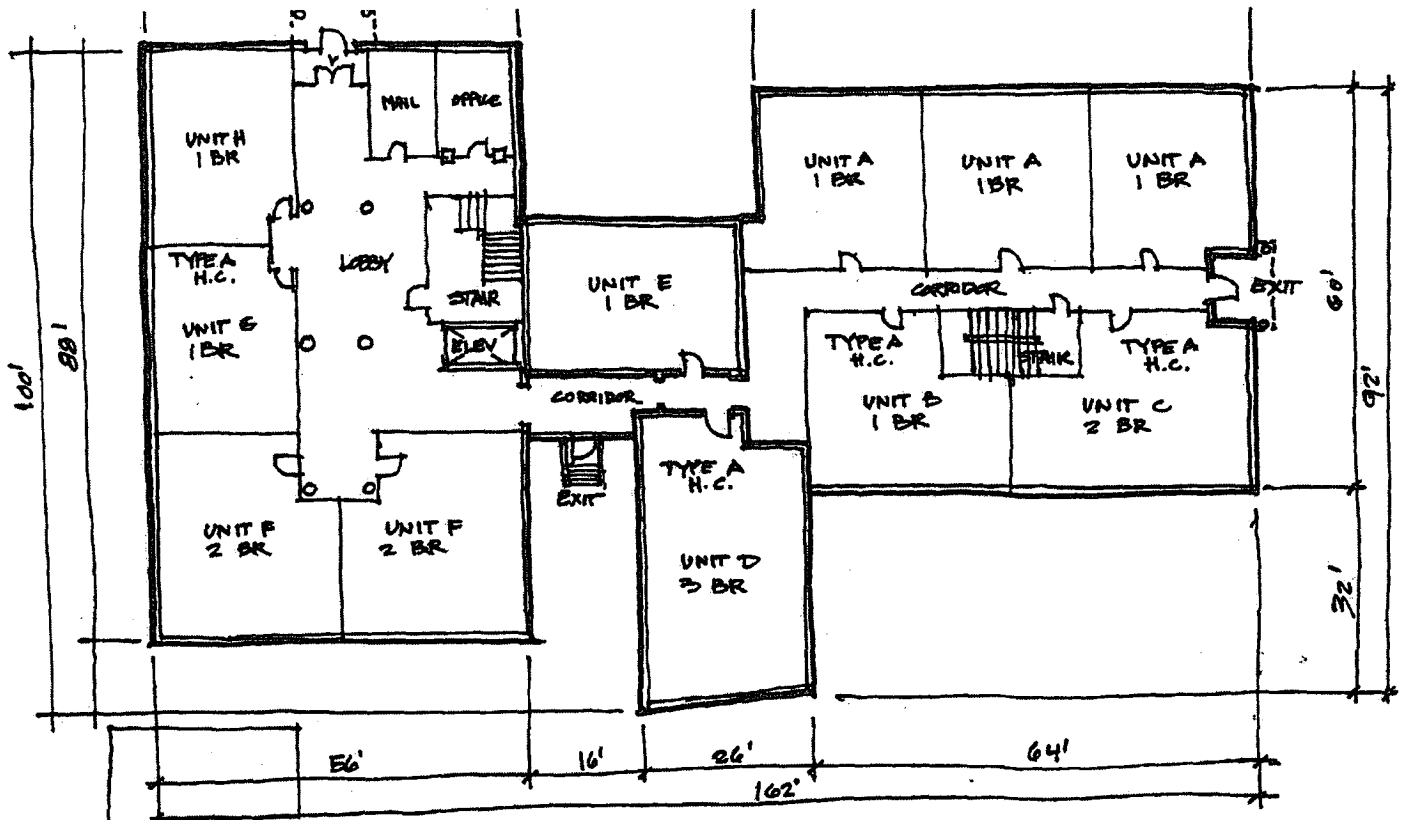 MAIL
OFFICE
UNIT H
1 BR
UNIT A
1 BR
UNIT A
1BR
UNIT A
1 BR
TYPE A
H.C.
LOBBY
UNIT G
1BR
STAIR
ELEV
UNIT E
1 BR
CORRIDOR
EXIT
TYPE A
H.C.
STAIR
TYPE A
H.C.
UNIT B
1 BR
UNIT C
2 BR
CORRIDOR
EXIT
TYPE A
H.C.
UNIT D
3 BR
UNIT F
2 BR
UNIT F
2 BR
100'
88'
60'
92'
32'
56'
16'
26'
64'
162'